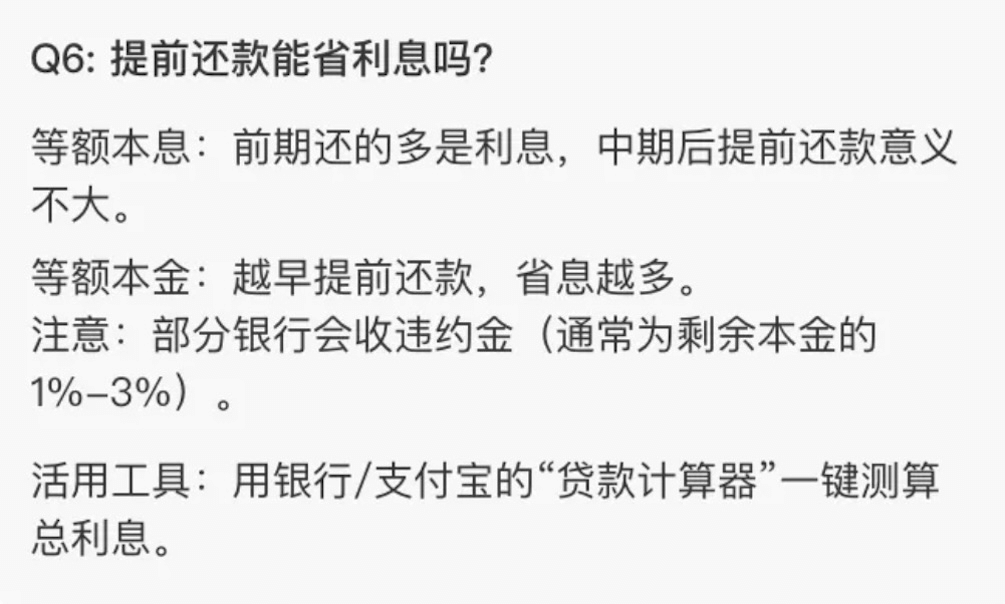 Q6: 提前还款能省利息吗?
等额本息：前期还的多是利息，中期后提前还款意义
不大。
等额本金：越早提前还款，省息越多。
注意：部分银行会收违约金（通常为剩余本金的
1%–3%）。
活用工具：用银行/支付宝的“贷款计算器”一键测算
总利息。